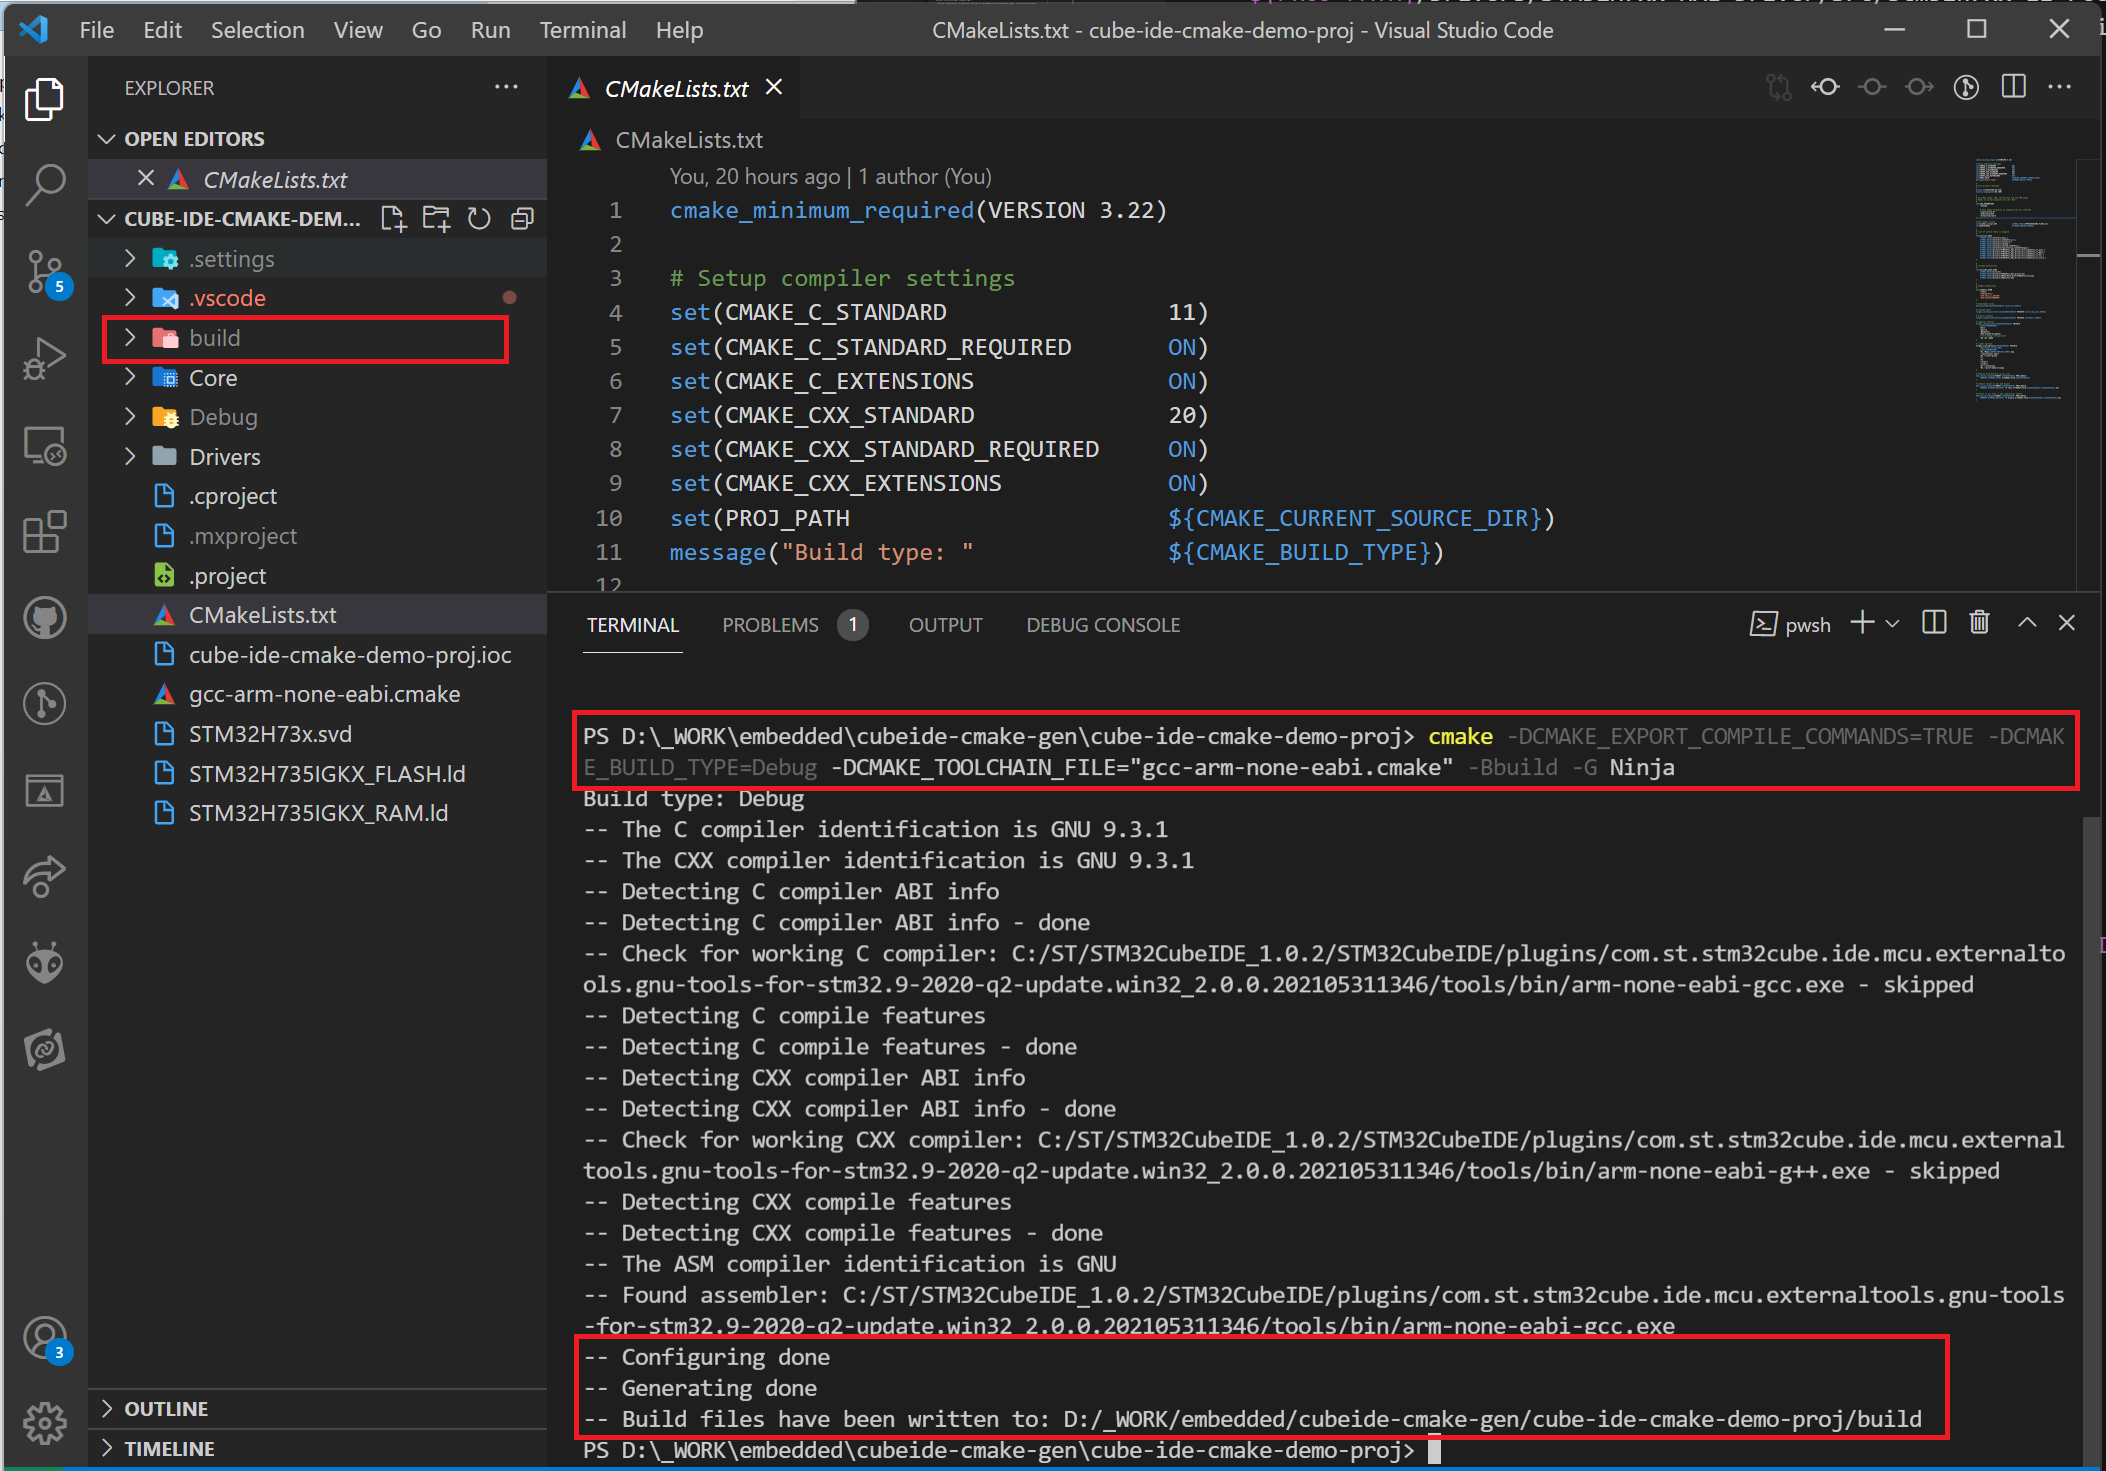 File Edit Selection View Go Run Terminal Help
CMakeLists.txt - cube-ide-cmake-demo-proj - Visual Studio Code
EXPLORER
OPEN EDITORS
CMakeLists.txt
CUBE-IDE-CMAKE-DEM...
.settings
.vscode
build
Core
Debug
Drivers
.cproject
.mxproject
.project
CMakeLists.txt
cube-ide-cmake-demo-proj.ioc
gcc-arm-none-eabi.cmake
STM32H73x.svd
STM32H735IGKX_FLASH.ld
STM32H735IGKX_RAM.ld
OUTLINE
TIMELINE
5
3
CMakeLists.txt
CMakeLists.txt
You, 20 hours ago | 1 author (You)
1 cmake_minimum_required(VERSION 3.22)
2
3 # Setup compiler settings
4 set(CMAKE_C_STANDARD 11)
5 set(CMAKE_C_STANDARD_REQUIRED ON)
6 set(CMAKE_C_EXTENSIONS ON)
7 set(CMAKE_CXX_STANDARD 20)
8 set(CMAKE_CXX_STANDARD_REQUIRED ON)
9 set(CMAKE_CXX_EXTENSIONS ON)
10 set(PROJ_PATH ${CMAKE_CURRENT_SOURCE_DIR})
11 message("Build type: " ${CMAKE_BUILD_TYPE})
12
TERMINAL PROBLEMS 1 OUTPUT DEBUG CONSOLE
pwsh
PS D:\_WORK\embedded\cubeide-cmake-gen\cube-ide-cmake-demo-proj> cmake -DCMAKE_EXPORT_COMPILE_COMMANDS=TRUE -DCMAK
E_BUILD_TYPE=Debug -DCMAKE_TOOLCHAIN_FILE="gcc-arm-none-eabi.cmake" -Bbuild -G Ninja
Build type: Debug
-- The C compiler identification is GNU 9.3.1
-- The CXX compiler identification is GNU 9.3.1
-- Detecting C compiler ABI info
-- Detecting C compiler ABI info - done
-- Check for working C compiler: C:/ST/STM32CubeIDE_1.0.2/STM32CubeIDE/plugins/com.st.stm32cube.ide.mcu.externalto
ols.gnu-tools-for-stm32.9-2020-q2-update.win32_2.0.0.202105311346/tools/bin/arm-none-eabi-gcc.exe - skipped
-- Detecting C compile features
-- Detecting C compile features - done
-- Detecting CXX compiler ABI info
-- Detecting CXX compiler ABI info - done
-- Check for working CXX compiler: C:/ST/STM32CubeIDE_1.0.2/STM32CubeIDE/plugins/com.st.stm32cube.ide.mcu.external
tools.gnu-tools-for-stm32.9-2020-q2-update.win32_2.0.0.202105311346/tools/bin/arm-none-eabi-g++.exe - skipped
-- Detecting CXX compile features
-- Detecting CXX compile features - done
-- The ASM compiler identification is GNU
-- Found assembler: C:/ST/STM32CubeIDE_1.0.2/STM32CubeIDE/plugins/com.st.stm32cube.ide.mcu.externaltools.gnu-tools
-for-stm32.9-2020-q2-update.win32_2.0.0.202105311346/tools/bin/arm-none-eabi-gcc.exe
-- Configuring done
-- Generating done
-- Build files have been written to: D:/_WORK/embedded/cubeide-cmake-gen/cube-ide-cmake-demo-proj/build
PS D:\_WORK\embedded\cubeide-cmake-gen\cube-ide-cmake-demo-proj>